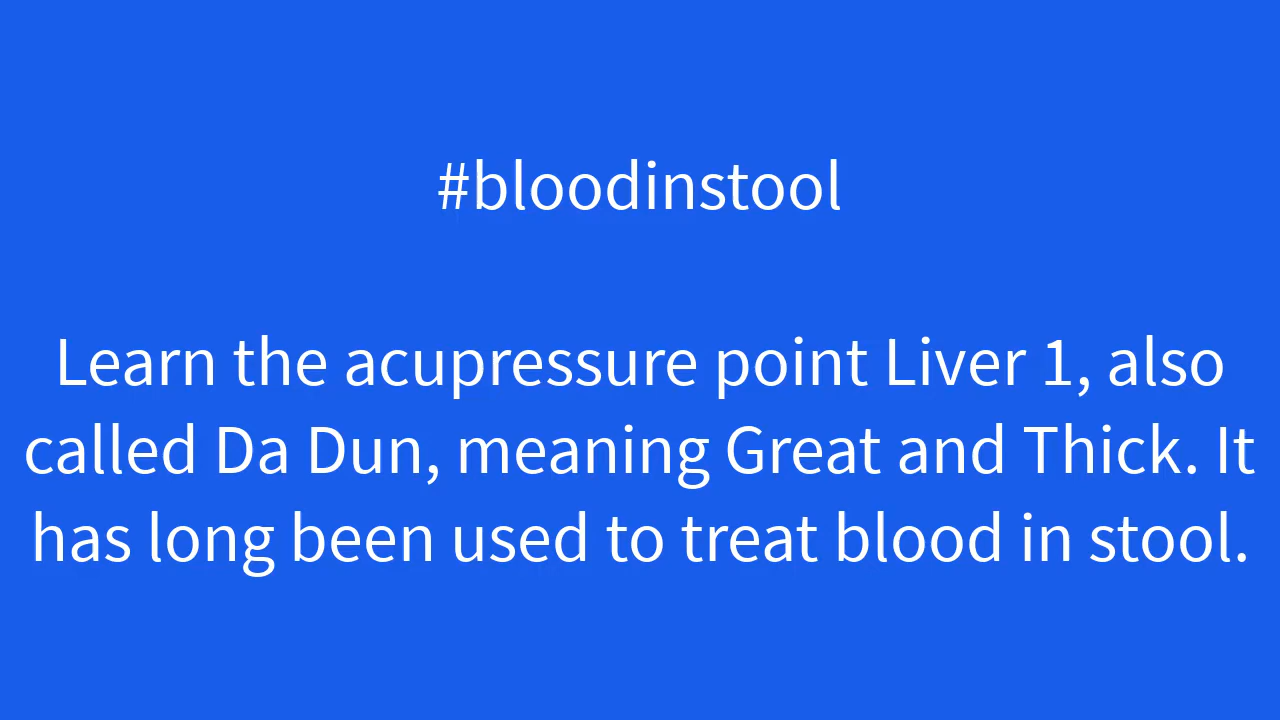 #bloodinstool
Learn the acupressure point Liver 1, also
called Da Dun, meaning Great and Thick. It
has long been used to treat blood in stool.